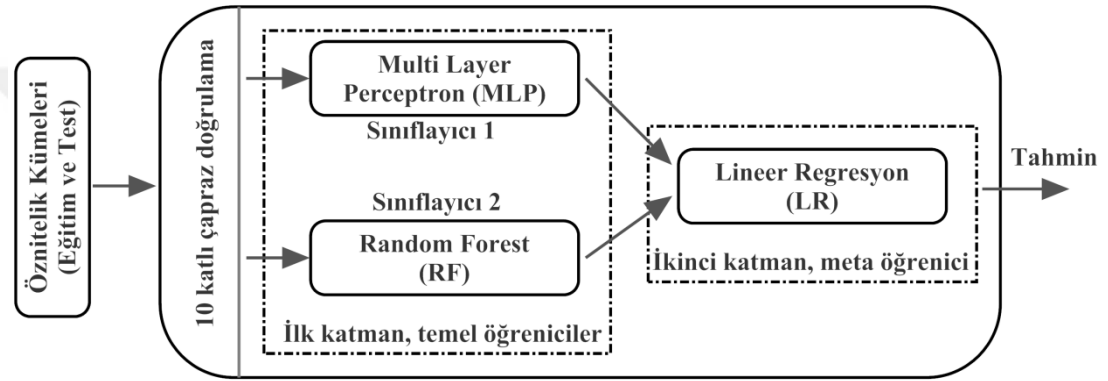 Öznitelik Kümeleri
(Eğitim ve Test)
10 katlı çapraz doğrulama
Multi Layer
Perceptron (MLP)
Sınıflayıcı 1
Sınıflayıcı 2
Random Forest
(RF)
İlk katman, temel öğreniciler
Lineer Regresyon
(LR)
İkinci katman, meta öğrenici
Tahmin